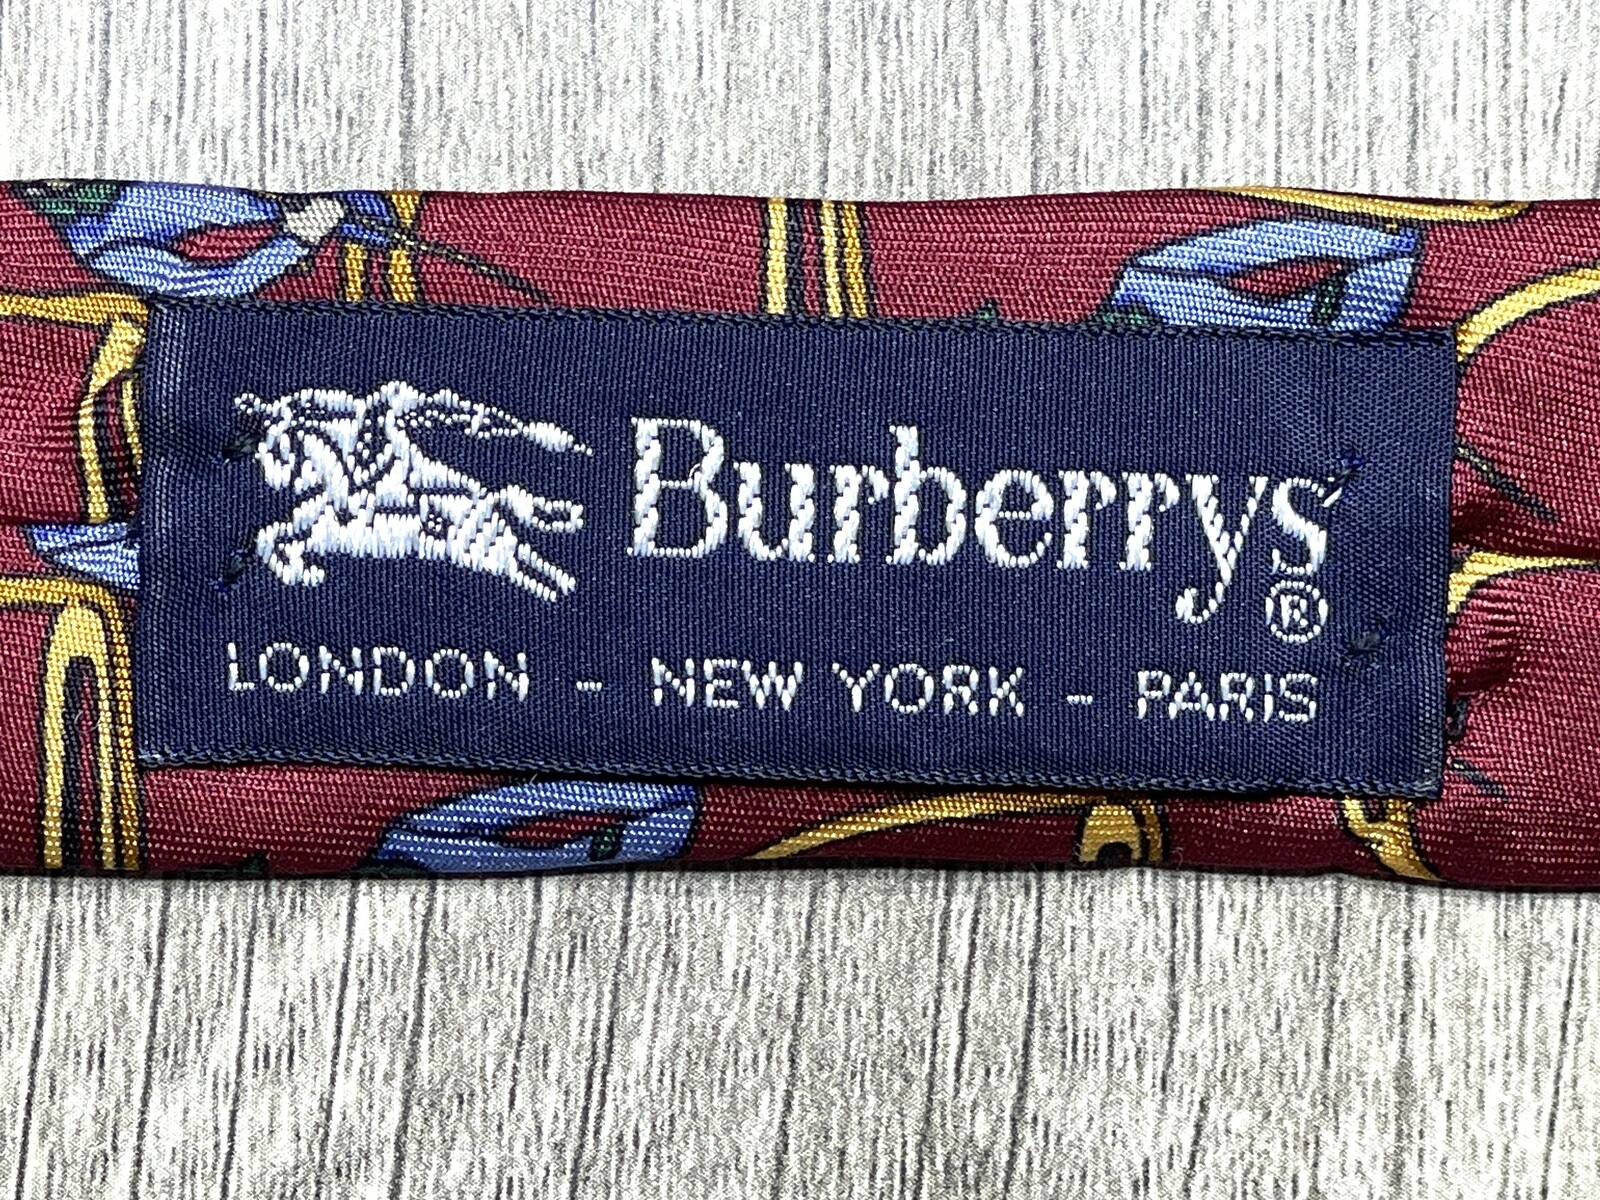 Burberrys®
LONDON - NEW YORK - PARIS